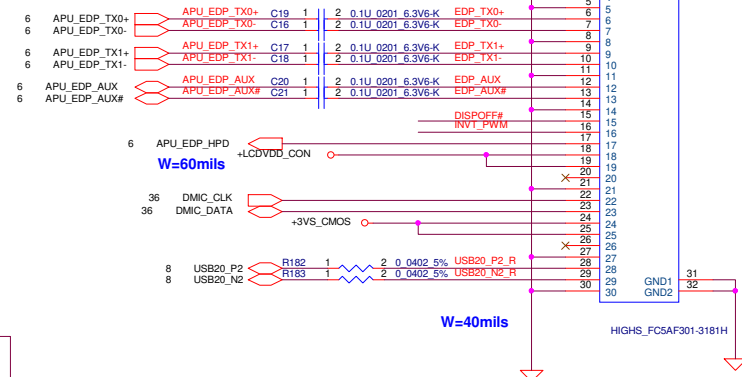 5
5
6 APU_EDP_TX0+ APU_EDP_TX0+ C19 1 2 0.1U_0201_6.3V6-K EDP_TX0+ 6 6
6 APU_EDP_TX0- APU_EDP_TX0- C16 1 2 0.1U_0201_6.3V6-K EDP_TX0- 7 7
8 8
6 APU_EDP_TX1+ APU_EDP_TX1+ C17 1 2 0.1U_0201_6.3V6-K EDP_TX1+ 9 9
6 APU_EDP_TX1- APU_EDP_TX1- C18 1 2 0.1U_0201_6.3V6-K EDP_TX1- 10 10
11 11
6 APU_EDP_AUX APU_EDP_AUX C20 1 2 0.1U_0201_6.3V6-K EDP_AUX 12 12
6 APU_EDP_AUX# APU_EDP_AUX# C21 1 2 0.1U_0201_6.3V6-K EDP_AUX# 13 13
14 14
DISPOFF# 15 15
INVT_PWM 16 16
6 APU_EDP_HPD 17 17
+LCDVDD_CON 18 18
W=60mils 19 19
20 20
21 21
36 DMIC_CLK 22 22
36 DMIC_DATA 23 23
+3VS_CMOS 24 24
25 25
26 26
27 27
8 USB20_P2 R182 1 2 0_0402_5% USB20_P2_R 28 28
8 USB20_N2 R183 1 2 0_0402_5% USB20_N2_R 29 29 GND1 31
30 30 GND2 32
W=40mils
HIGHS_FC5AF301-3181H